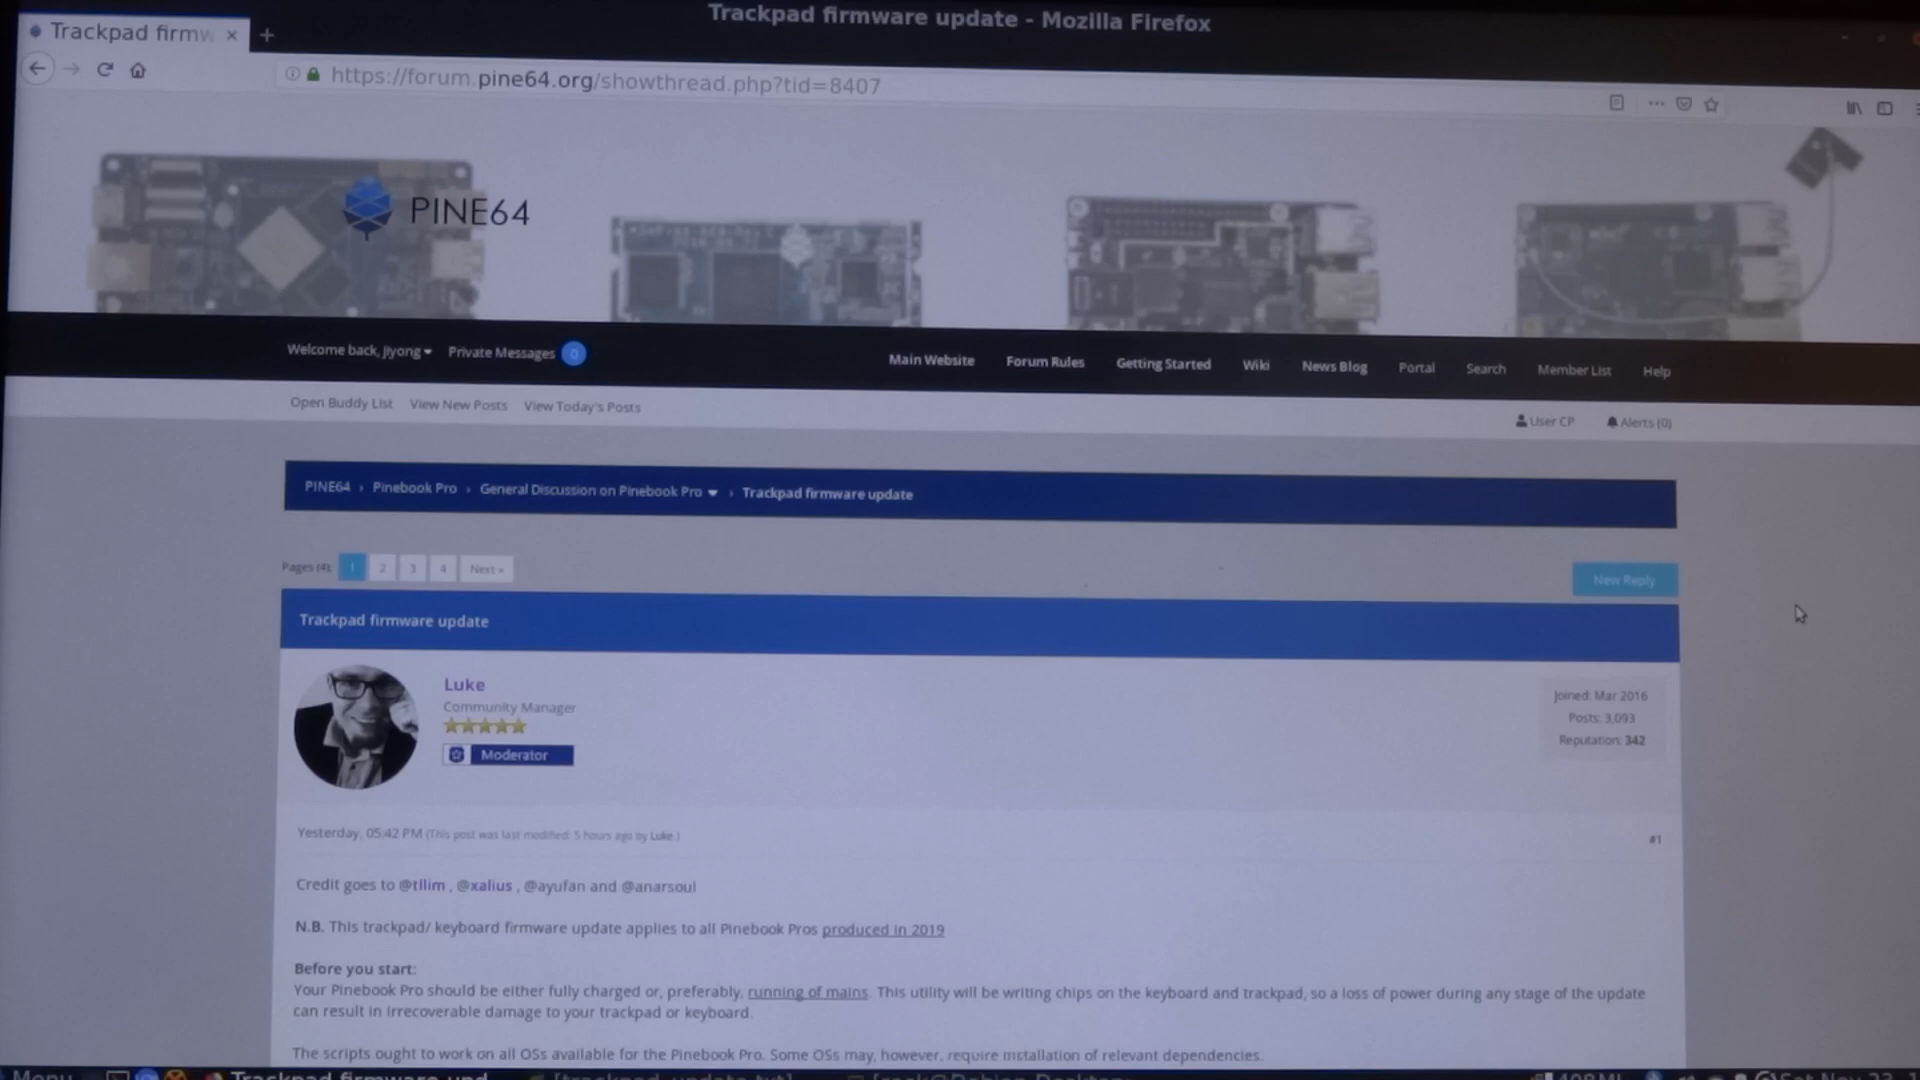 Trackpad firmware update - Mozilla Firefox
Trackpad firmw
https://forum.pine64.org/showthread.php?tid=8407
PINE64
Welcome back, Jiyong Private Messages 0
Main Website Forum Rules Getting Started Wiki News Blog Portal Search Member List Help
Open Buddy List View New Posts View Today's Posts
User CP Alerts (0)
PINE64 › Pinebook Pro › General Discussion on Pinebook Pro › Trackpad firmware update
Pages (4): 1 2 3 4 Next »
New Reply
Trackpad firmware update
Luke
Community Manager
Moderator
Joined: Mar 2016
Posts: 3,093
Reputation: 342
Yesterday, 05:42 PM (This post was last modified: 5 hours ago by Luke.)
#1
Credit goes to @tllim , @xalius , @ayufan and @anarsoul
N.B. This trackpad/ keyboard firmware update applies to all Pinebook Pros produced in 2019
Before you start:
Your Pinebook Pro should be either fully charged or, preferably, running of mains. This utility will be writing chips on the keyboard and trackpad, so a loss of power during any stage of the update
can result in irrecoverable damage to your trackpad or keyboard.
The scripts ought to work on all OSs available for the Pinebook Pro. Some OSs may, however, require installation of relevant dependencies.
Menu Trackpad firmware upd